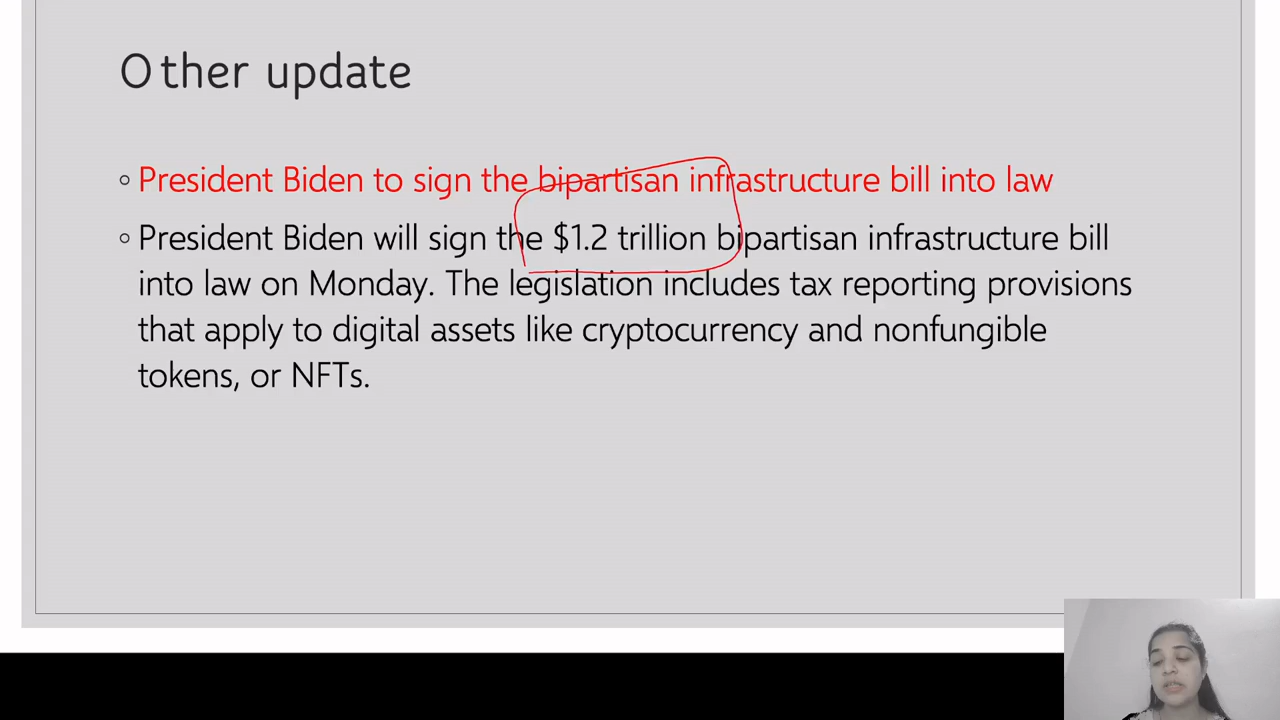 Other update
President Biden to sign the bipartisan infrastructure bill into law
President Biden will sign the $1.2 trillion bipartisan infrastructure bill
into law on Monday. The legislation includes tax reporting provisions
that apply to digital assets like cryptocurrency and nonfungible
tokens, or NFTs.